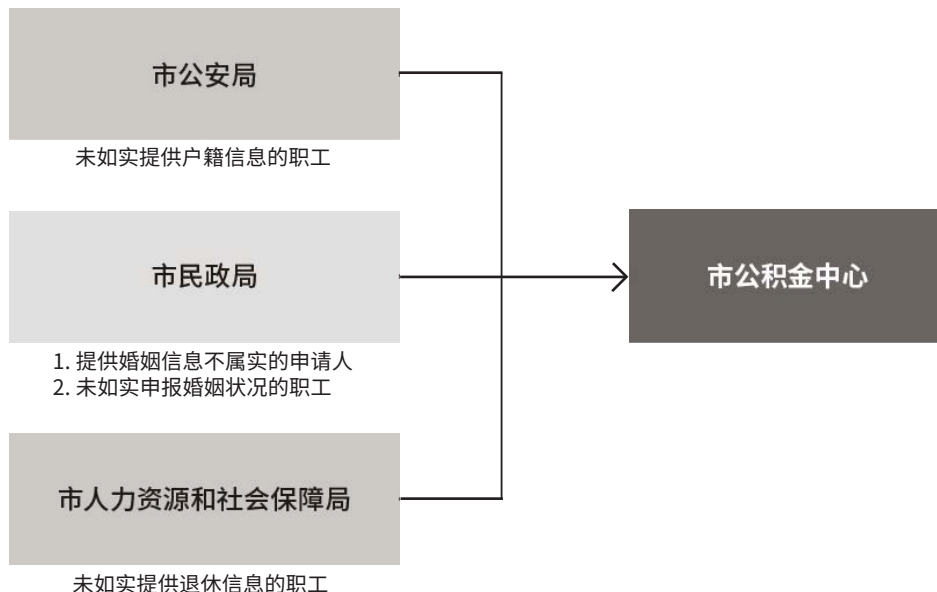 市公安局
未如实提供户籍信息的职工
市民政局
1. 提供婚姻信息不属实的申请人
2. 未如实申报婚姻状况的职工
市人力资源和社会保障局
未如实提供退休信息的职工
市公积金中心